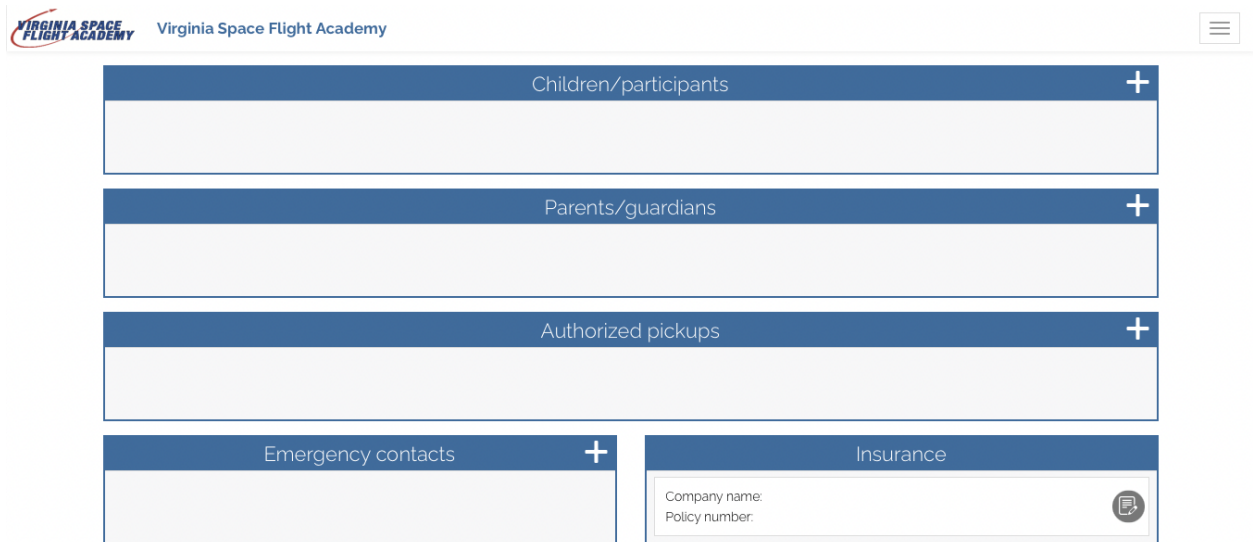 VIRGINIA SPACE
FLIGHT ACADEMY
Virginia Space Flight Academy
Children/participants
Parents/guardians
Authorized pickups
Emergency contacts
Insurance
Company name:
Policy number: